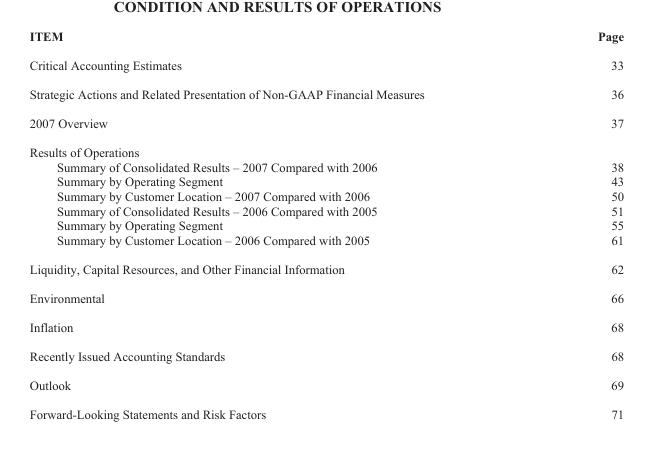 CONDITION AND RESULTS OF OPERATIONS
ITEM Page
Critical Accounting Estimates 33
Strategic Actions and Related Presentation of Non-GAAP Financial Measures 36
2007 Overview 37
Results of Operations
Summary of Consolidated Results – 2007 Compared with 2006 38
Summary by Operating Segment 43
Summary by Customer Location – 2007 Compared with 2006 50
Summary of Consolidated Results – 2006 Compared with 2005 51
Summary by Operating Segment 55
Summary by Customer Location – 2006 Compared with 2005 61
Liquidity, Capital Resources, and Other Financial Information 62
Environmental 66
Inflation 68
Recently Issued Accounting Standards 68
Outlook 69
Forward-Looking Statements and Risk Factors 71